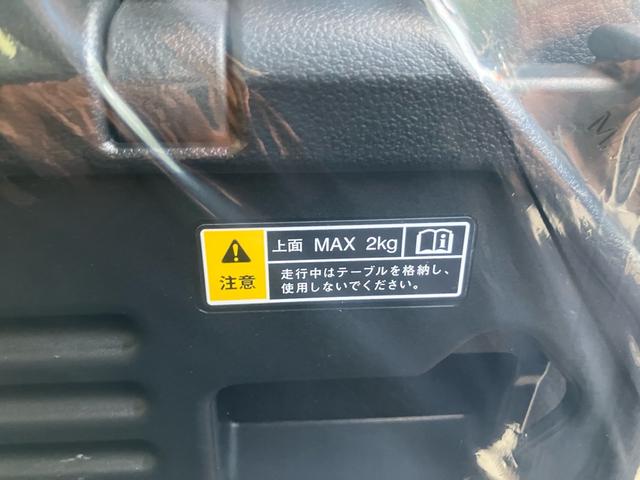 上面 MAX 2kg
注意
走行中はテーブルを格納し、
使用しないでください。